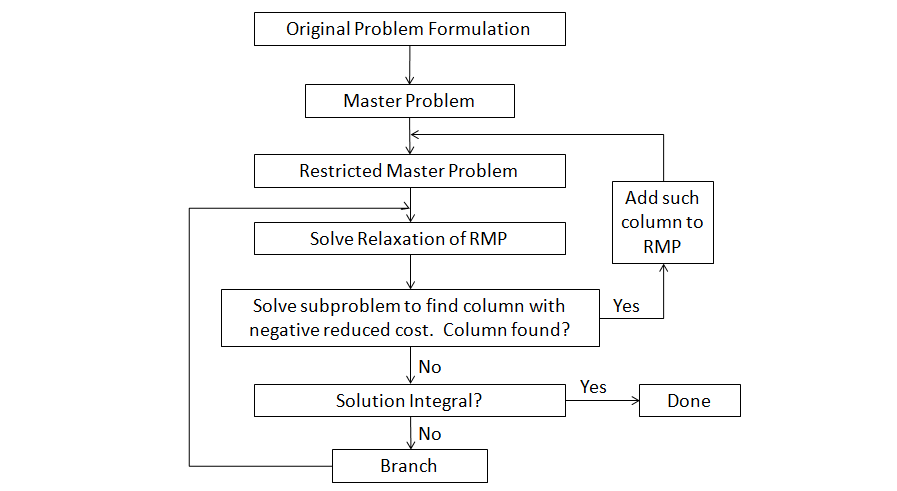 Original Problem Formulation
Master Problem
Restricted Master Problem
Add such
column to
RMP
Solve Relaxation of RMP
Solve subproblem to find column with
negative reduced cost.  Column found?
Yes
No
Solution Integral?
Yes
Done
No
Branch